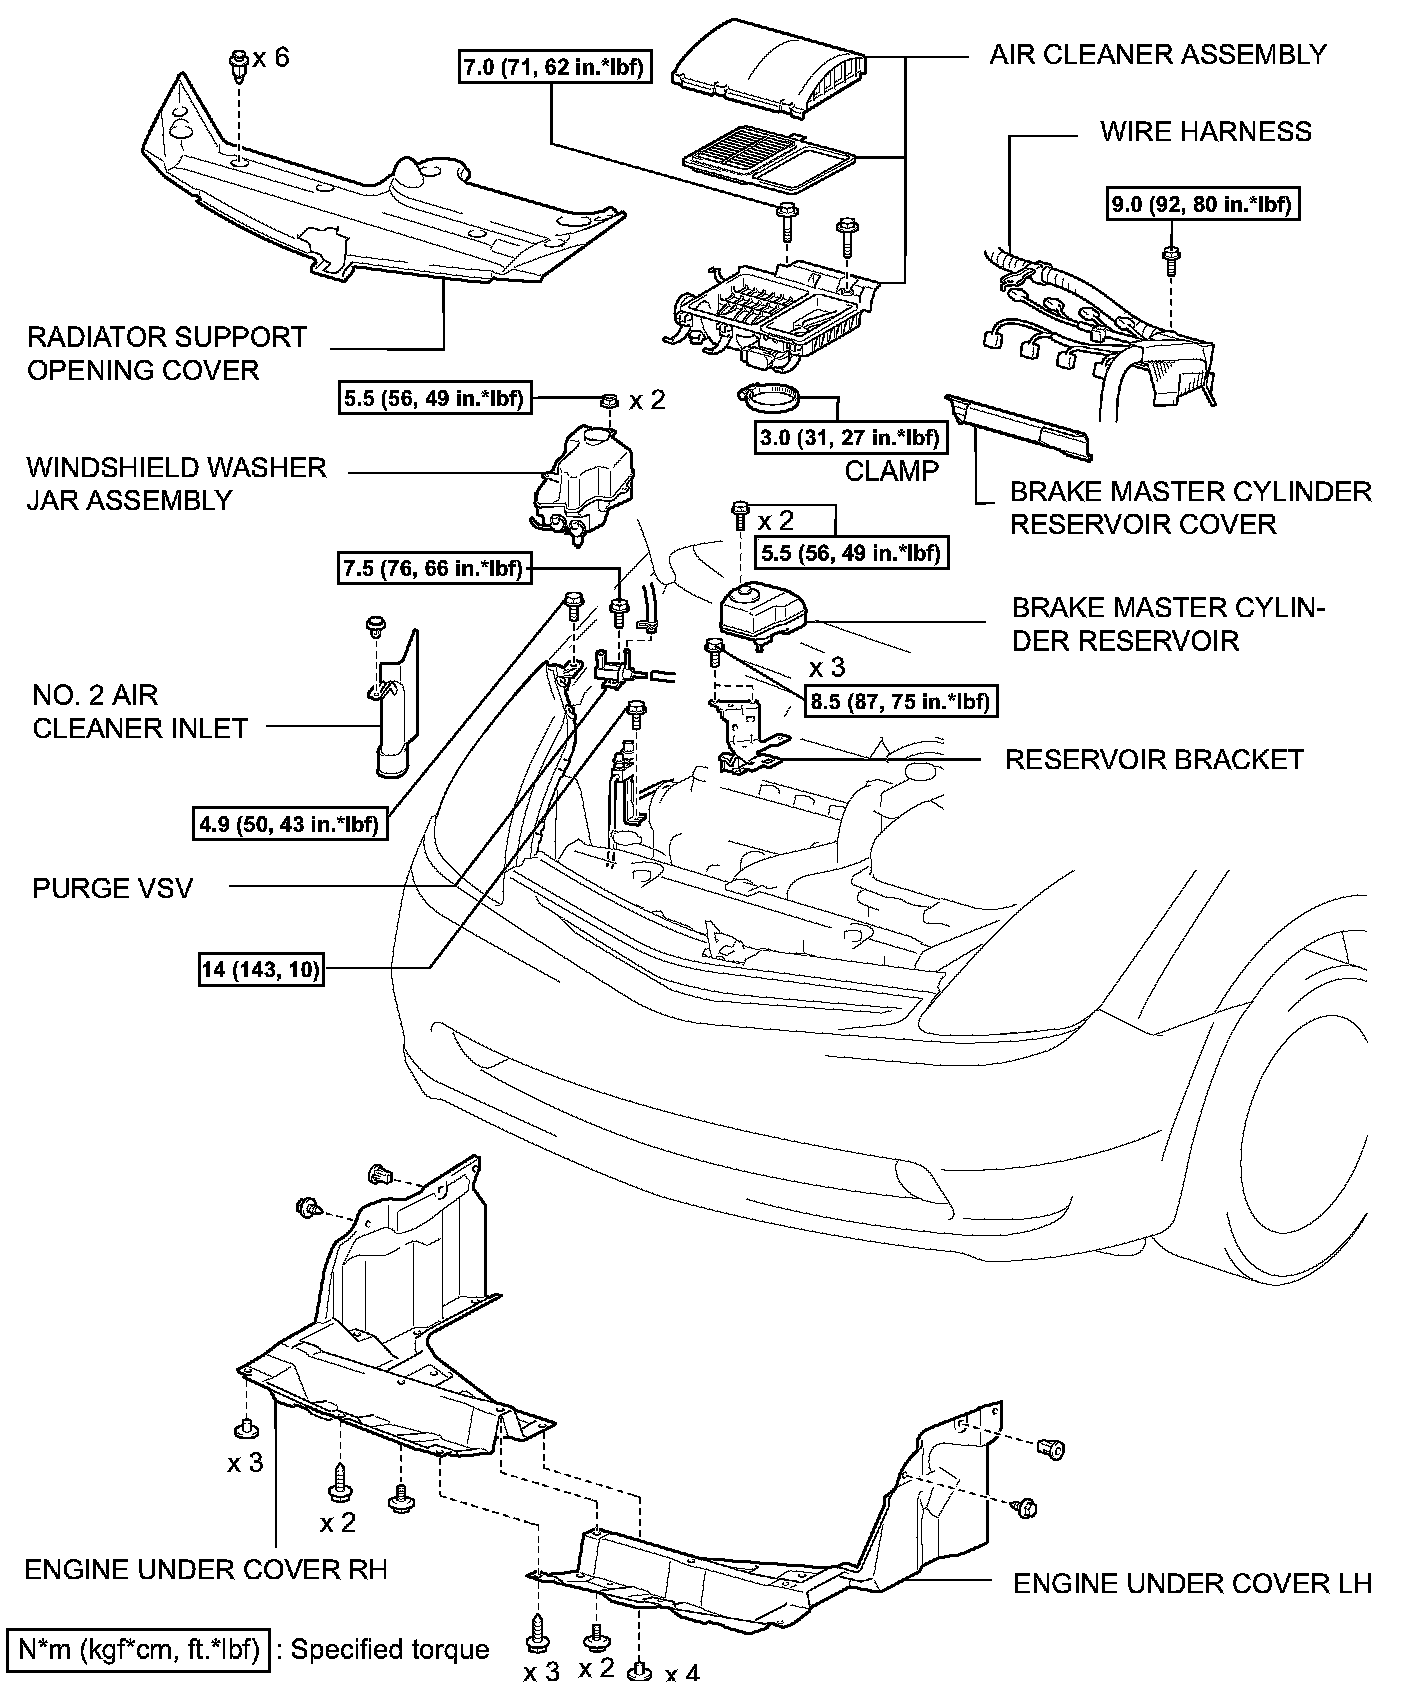 x 6
7.0 (71, 62 in.*lbf)
AIR CLEANER ASSEMBLY
WIRE HARNESS
9.0 (92, 80 in.*lbf)
RADIATOR SUPPORT
OPENING COVER
5.5 (56, 49 in.*lbf)
x 2
3.0 (31, 27 in.*lbf)
CLAMP
WINDSHIELD WASHER
JAR ASSEMBLY
BRAKE MASTER CYLINDER
RESERVOIR COVER
x 2
5.5 (56, 49 in.*lbf)
7.5 (76, 66 in.*lbf)
BRAKE MASTER CYLIN-
DER RESERVOIR
x 3
8.5 (87, 75 in.*lbf)
NO. 2 AIR
CLEANER INLET
RESERVOIR BRACKET
4.9 (50, 43 in.*lbf)
PURGE VSV
14 (143, 10)
x 3
x 2
ENGINE UNDER COVER RH
ENGINE UNDER COVER LH
N*m (kgf*cm, ft.*lbf) : Specified torque
x 3
x 2
x 4